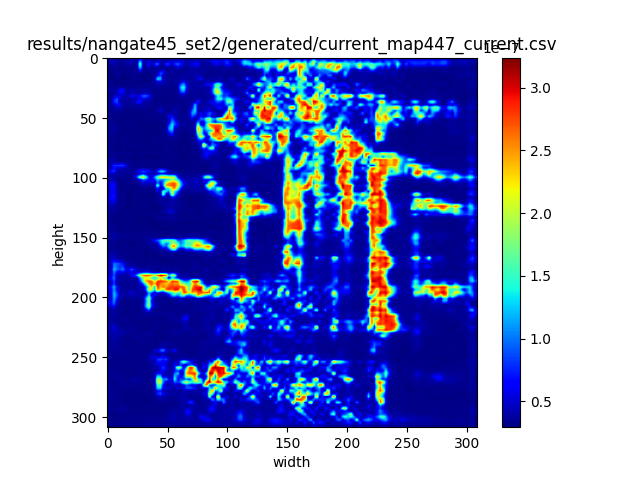 results/nangate45_set2/generated/current_map447_current.csv
1e−7
0
50
100
150
200
250
300
height
0 50 100 150 200 250 300
width
3.0
2.5
2.0
1.5
1.0
0.5